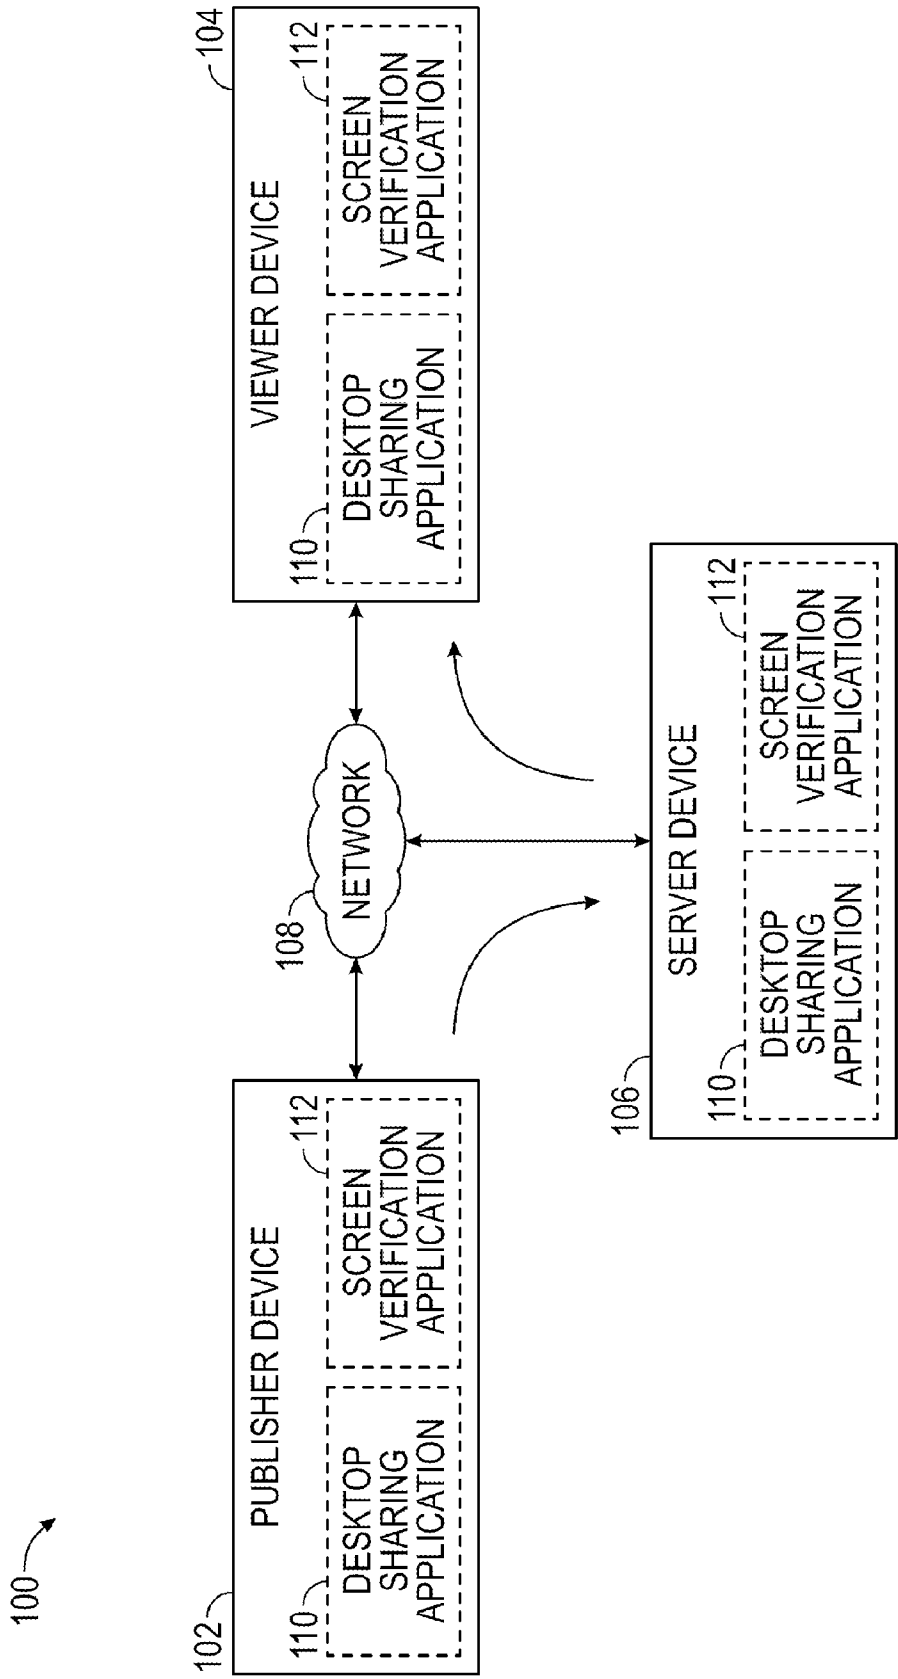 100
102
PUBLISHER DEVICE
110
DESKTOP
SHARING
APPLICATION
112
SCREEN
VERIFICATION
APPLICATION
108
NETWORK
104
VIEWER DEVICE
110
DESKTOP
SHARING
APPLICATION
112
SCREEN
VERIFICATION
APPLICATION
106
SERVER DEVICE
110
DESKTOP
SHARING
APPLICATION
112
SCREEN
VERIFICATION
APPLICATION